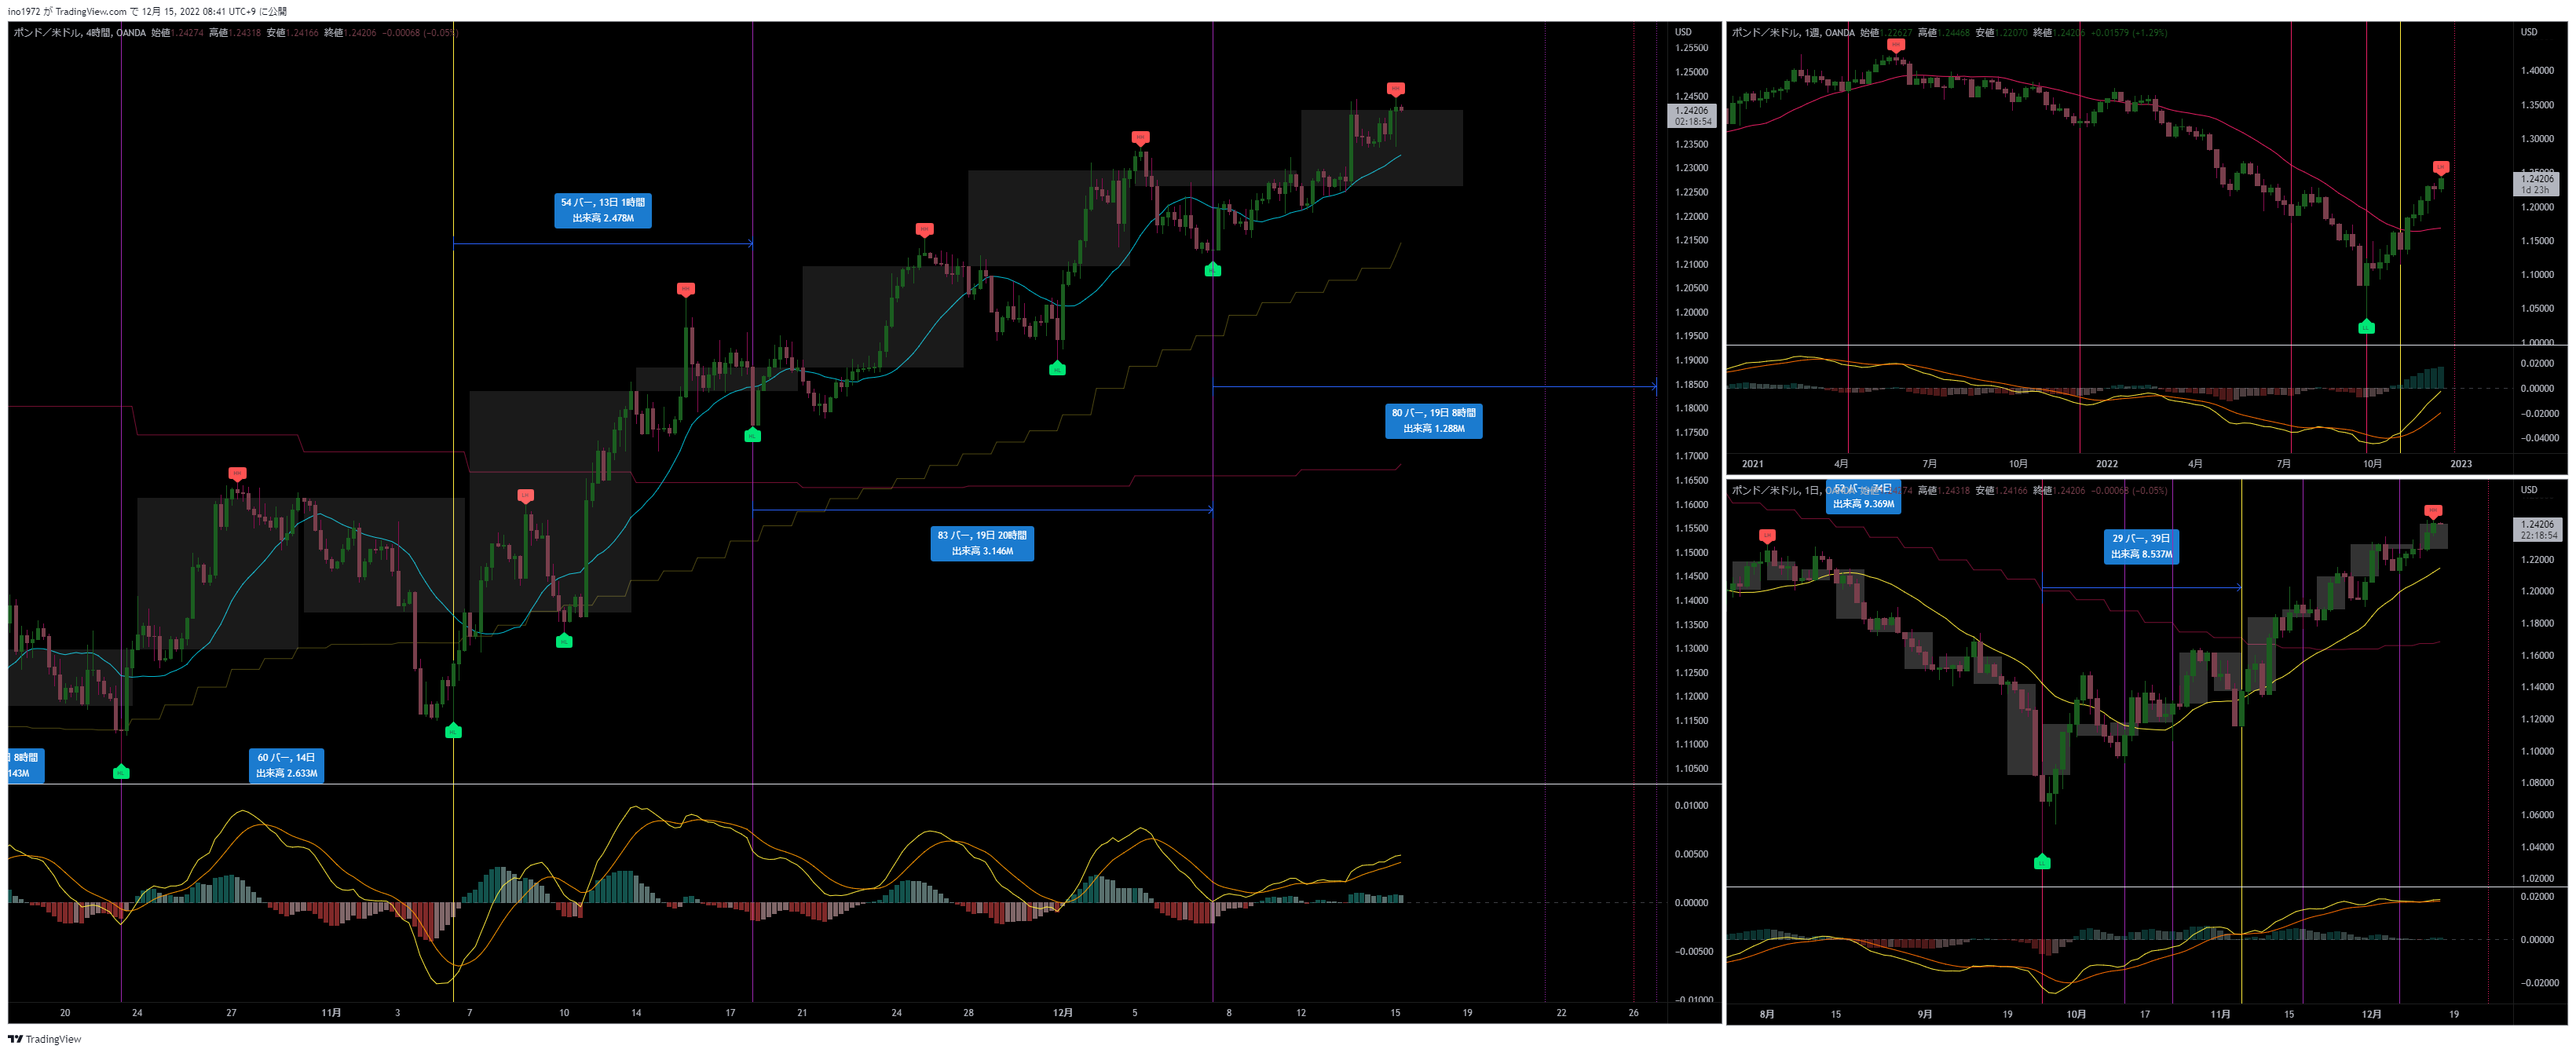 ino1972 が TradingView.com で 12月 15, 2022 08:41 UTC+9 に公開
ポンド／米ドル, 4時間, OANDA 始値1.24274 高値1.24318 安値1.24166 終値1.24206 −0.00068 (−0.05%)
USD
1.25500
1.25000
1.24500
1.24206
02:18:54
1.23500
1.23000
1.22500
1.22000
1.21500
1.21000
1.20500
1.20000
1.19500
1.19000
1.18500
1.18000
1.17500
1.17000
1.16500
1.16000
1.15500
1.15000
1.14500
1.14000
1.13500
1.13000
1.12500
1.12000
1.11500
1.11000
1.10500
54 バー, 13日 1時間
出来高 2.478M
80 バー, 19日 8時間
出来高 1.288M
83 バー, 19日 20時間
出来高 3.146M
8時間
143M
60 バー, 14日
出来高 2.633M
HH
HH
HH
HH
HH
LH
HL
HL
HL
HL
HL
HL
0.01000
0.00500
0.00000
−0.00500
−0.01000
20 24 27 11月 3 7 10 14 17 21 24 28 12月 5 8 12 15 19 22 26
ポンド／米ドル, 1週, OANDA 始値1.22627 高値1.24468 安値1.22070 終値1.24206 +0.01579 (+1.29%)
USD
1.40000
1.35000
1.30000
1.24206
1d 23h
1.20000
1.15000
1.10000
1.05000
1.00000
HH
LH
LL
0.02000
0.00000
−0.02000
−0.04000
2021 4月 7月 10月 2022 4月 7月 10月 2023
ポンド／米ドル, 1日, OANDA 始値1.24274 高値1.24318 安値1.24166 終値1.24206 −0.00068 (−0.05%)
USD
52 バー, 74日
出来高 9.369M
29 バー, 39日
出来高 8.537M
1.24206
22:18:54
1.22000
1.20000
1.18000
1.16000
1.14000
1.12000
1.10000
1.08000
1.06000
1.04000
1.02000
LH
HH
LL
0.02000
0.00000
−0.02000
8月 15 9月 19 10月 17 11月 15 12月 19
TradingView